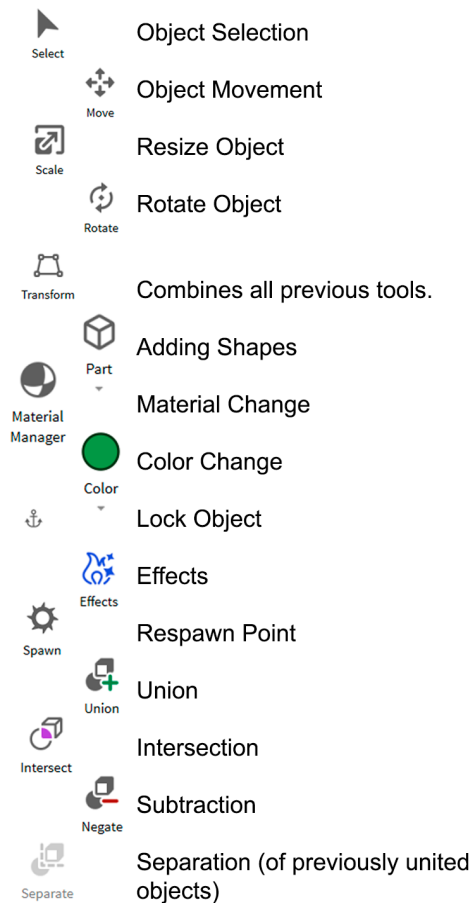 Object Selection
Select
Object Movement
Move
Resize Object
Scale
Rotate Object
Rotate
Transform
Combines all previous tools.
Adding Shapes
Part
Material Change
Material
Manager
Color Change
Color
Lock Object
Effects
Effects
Respawn Point
Spawn
Union
Union
Intersection
Intersect
Subtraction
Negate
Separation (of previously united
Separate
objects)